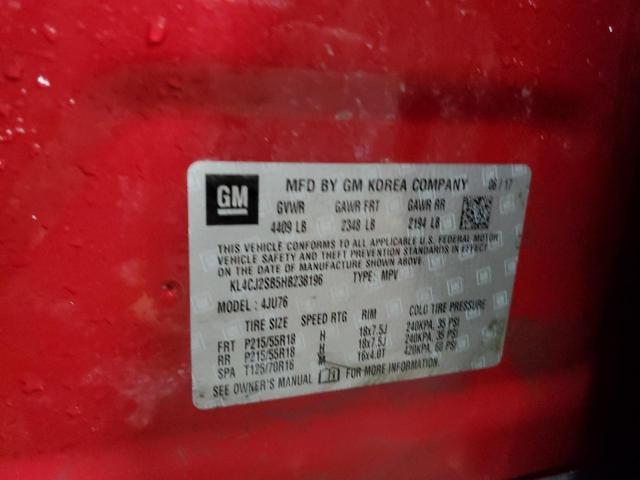 GM
MFD BY GM KOREA COMPANY 06 / 17
GVWR GAWR FRT GAWR RR
4409 LB 2348 LB 2194 LB
THIS VEHICLE CONFORMS TO ALL APPLICABLE U.S. FEDERAL MOTOR
VEHICLE SAFETY AND THEFT PREVENTION STANDARDS IN EFFECT
ON THE DATE OF MANUFACTURE SHOWN ABOVE.
KL4CJ2SB5HB238196 TYPE: MPV
MODEL : 4JU76
TIRE SIZE SPEED RTG RIM COLD TIRE PRESSURE
FRT P215/55R18 H 18x7.5J 240KPA, 35 PSI
RR P215/55R18 H 18x7.5J 240KPA, 35 PSI
SPA T125/70R16 16x4.0T 420KPA, 60 PSI
SEE OWNER'S MANUAL FOR MORE INFORMATION.